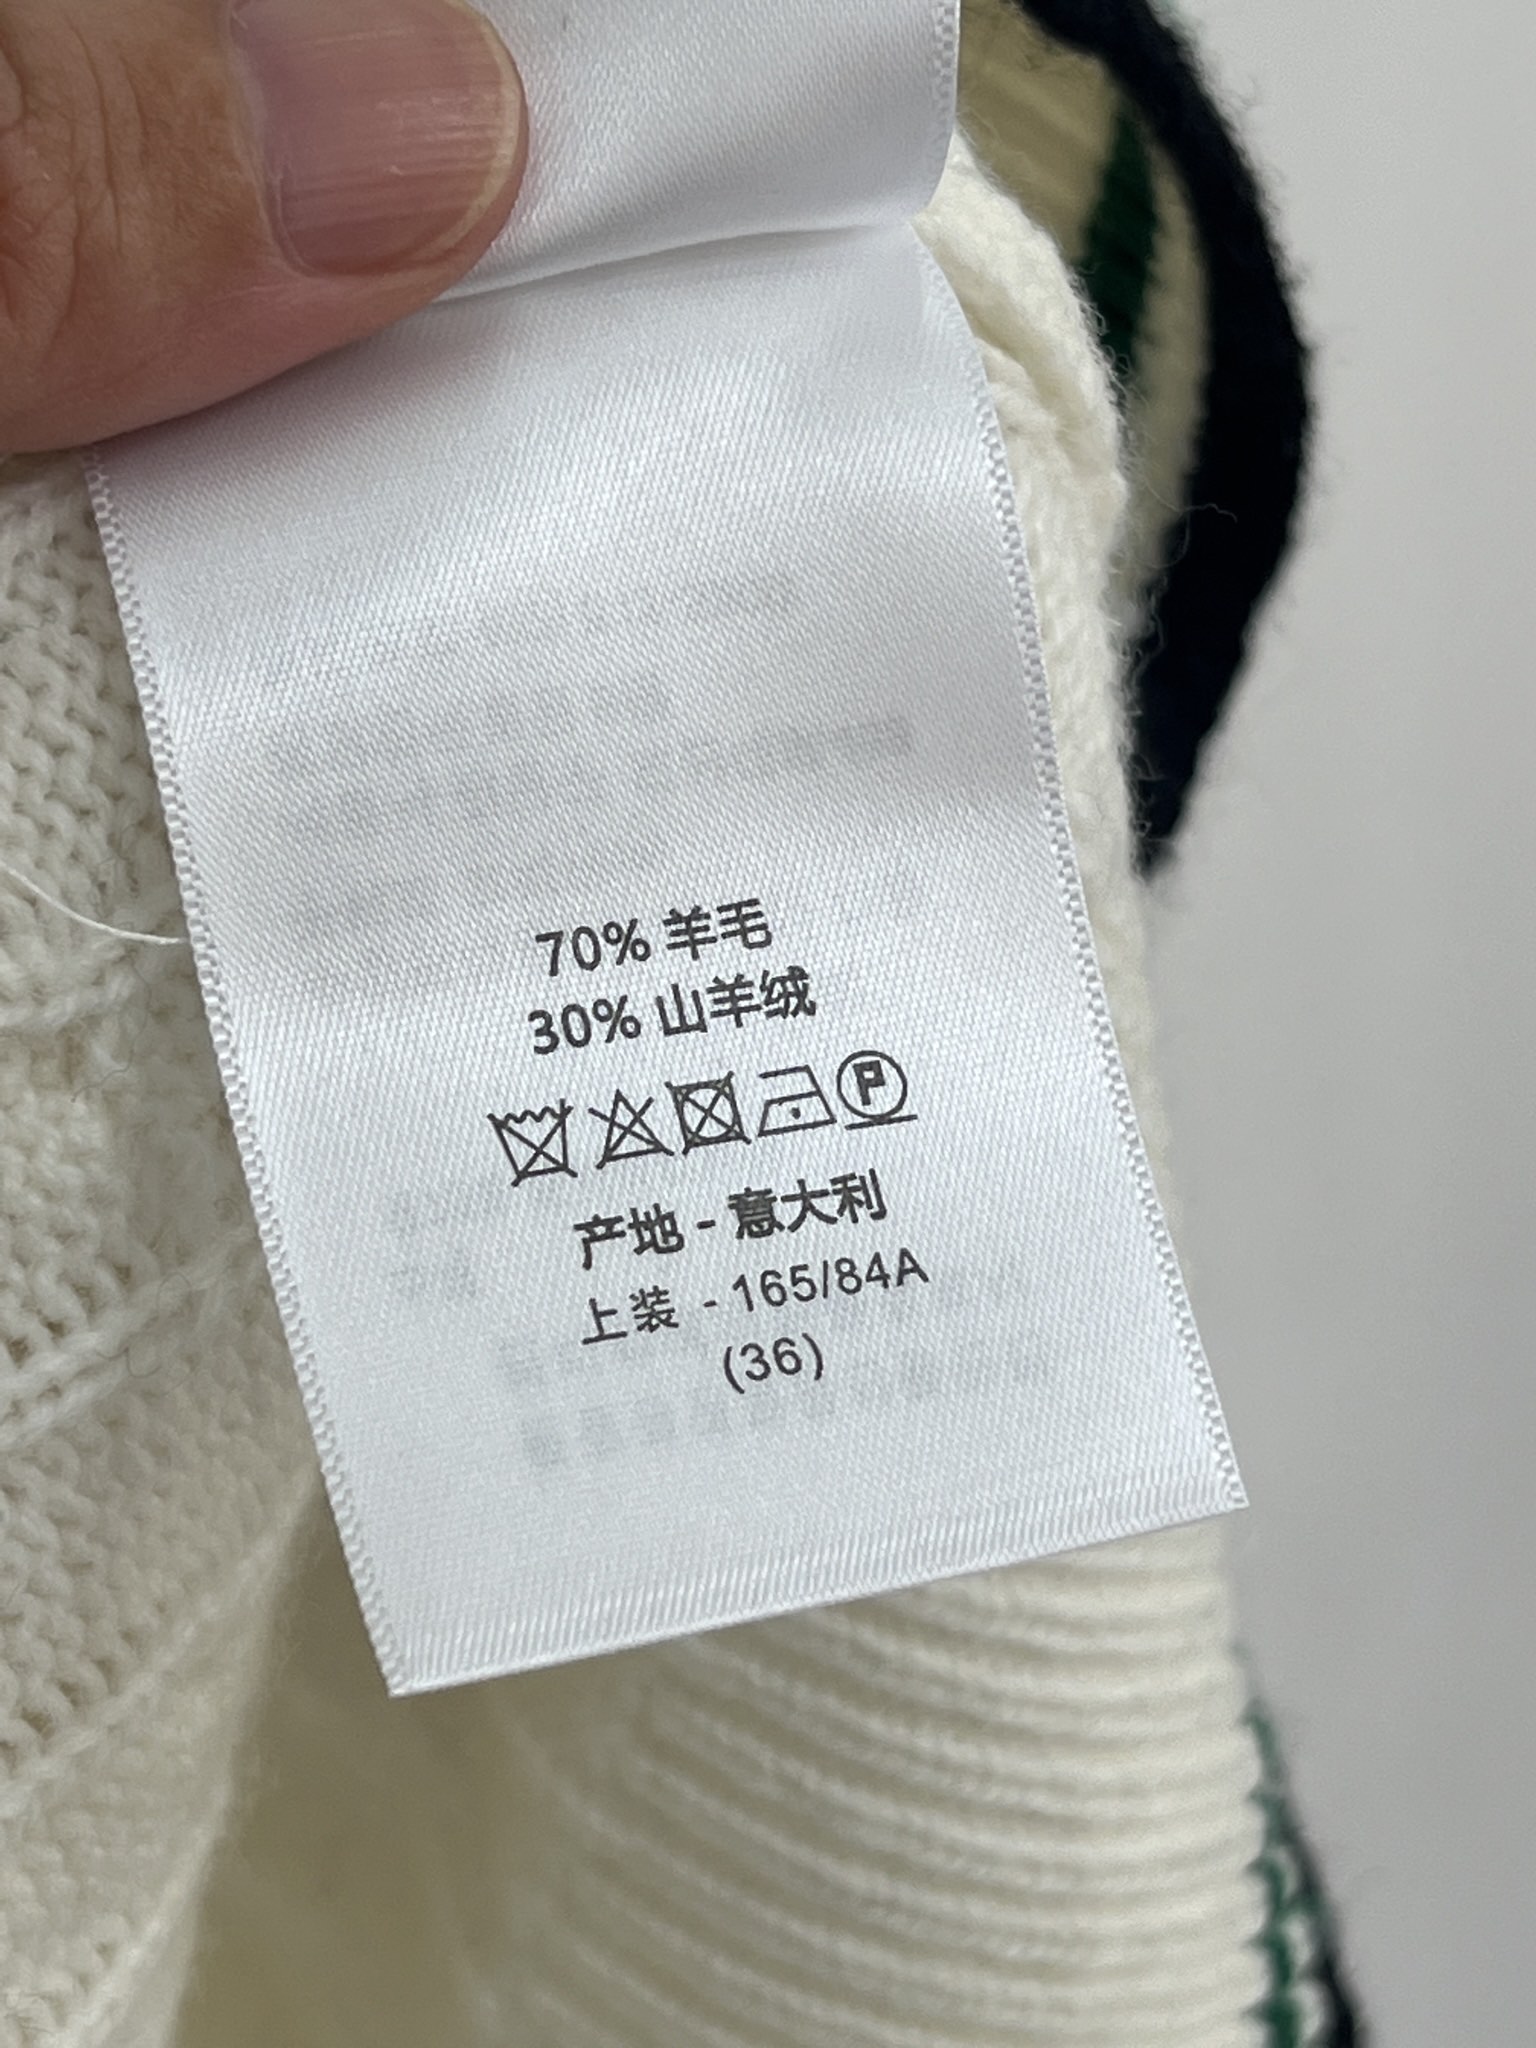 70% 羊毛
30% 山羊绒
P
产地 - 意大利
上装 - 165/84A
(36)